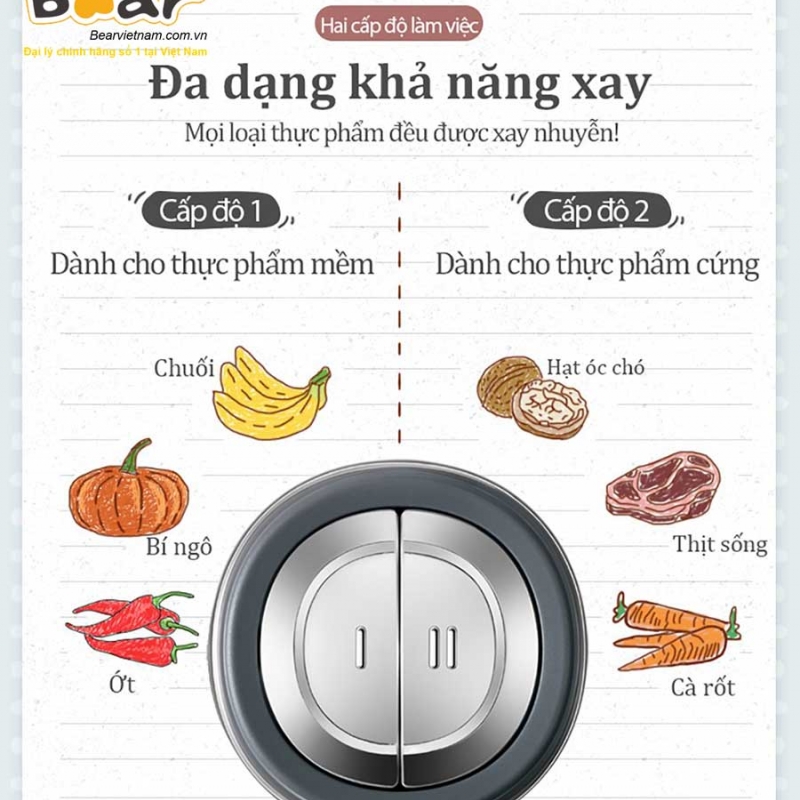 Bear
Bearvietnam.com.vn
Đại lý chính hãng số 1 tại Việt Nam
Hai cấp độ làm việc
Đa dạng khả năng xay
Mọi loại thực phẩm đều được xay nhuyễn!
Cấp độ 1
Cấp độ 2
Dành cho thực phẩm mềm
Dành cho thực phẩm cứng
Chuối
Hạt óc chó
Bí ngô
Thịt sống
Ớt
Cà rốt
I
II